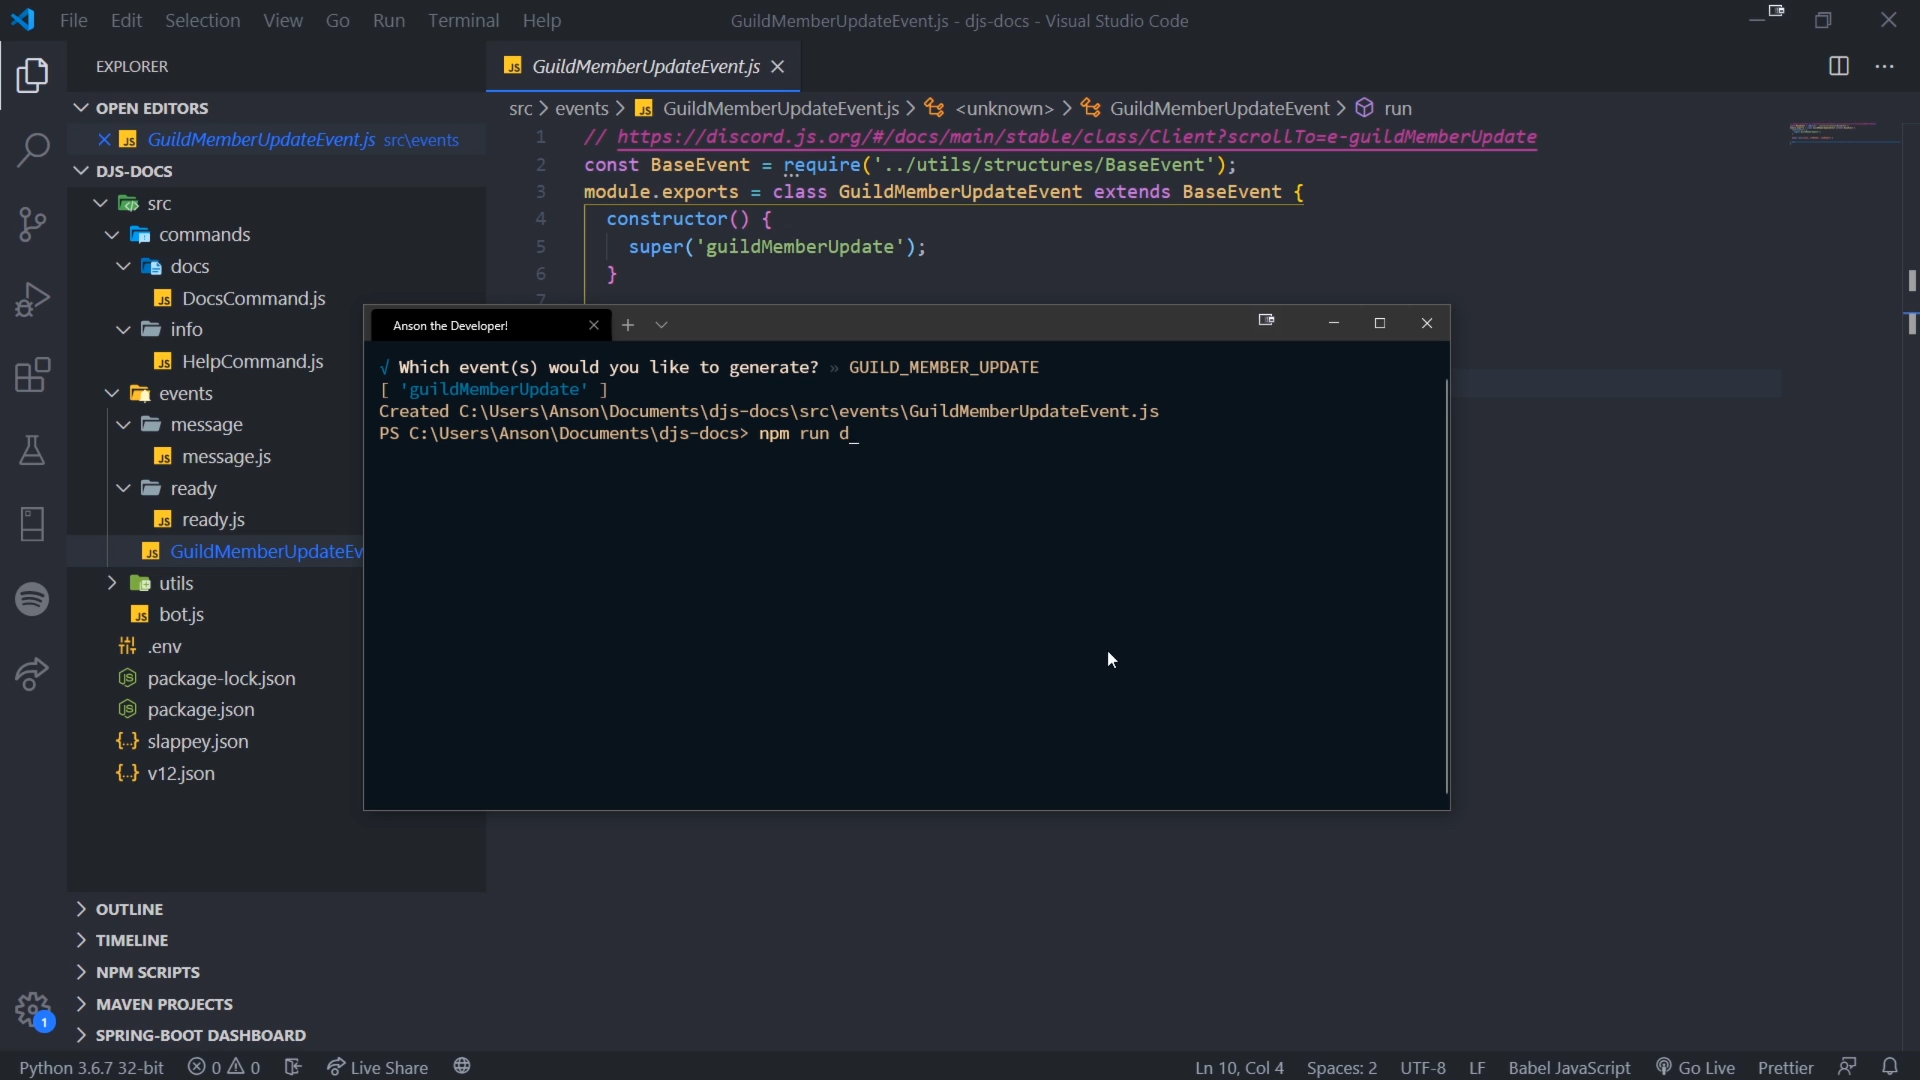 File Edit Selection View Go Run Terminal Help
GuildMemberUpdateEvent.js - djs-docs - Visual Studio Code
EXPLORER
OPEN EDITORS
GuildMemberUpdateEvent.js src\events
DJS-DOCS
src
commands
docs
DocsCommand.js
info
HelpCommand.js
events
message
message.js
ready
ready.js
GuildMemberUpdateEv
utils
bot.js
.env
package-lock.json
package.json
slappey.json
v12.json
OUTLINE
TIMELINE
NPM SCRIPTS
MAVEN PROJECTS
SPRING-BOOT DASHBOARD
GuildMemberUpdateEvent.js
src > events > GuildMemberUpdateEvent.js > <unknown> > GuildMemberUpdateEvent > run
1 // https://discord.js.org/#/docs/main/stable/class/Client?scrollTo=e-guildMemberUpdate
2 const BaseEvent = require('../utils/structures/BaseEvent');
3 module.exports = class GuildMemberUpdateEvent extends BaseEvent {
4 constructor() {
5 super('guildMemberUpdate');
6 }
7
Anson the Developer!
√ Which event(s) would you like to generate? » GUILD_MEMBER_UPDATE
[ 'guildMemberUpdate' ]
Created C:\Users\Anson\Documents\djs-docs\src\events\GuildMemberUpdateEvent.js
PS C:\Users\Anson\Documents\djs-docs> npm run d_
1
Python 3.6.7 32-bit 0 0 Live Share Ln 10, Col 4 Spaces: 2 UTF-8 LF Babel JavaScript Go Live Prettier